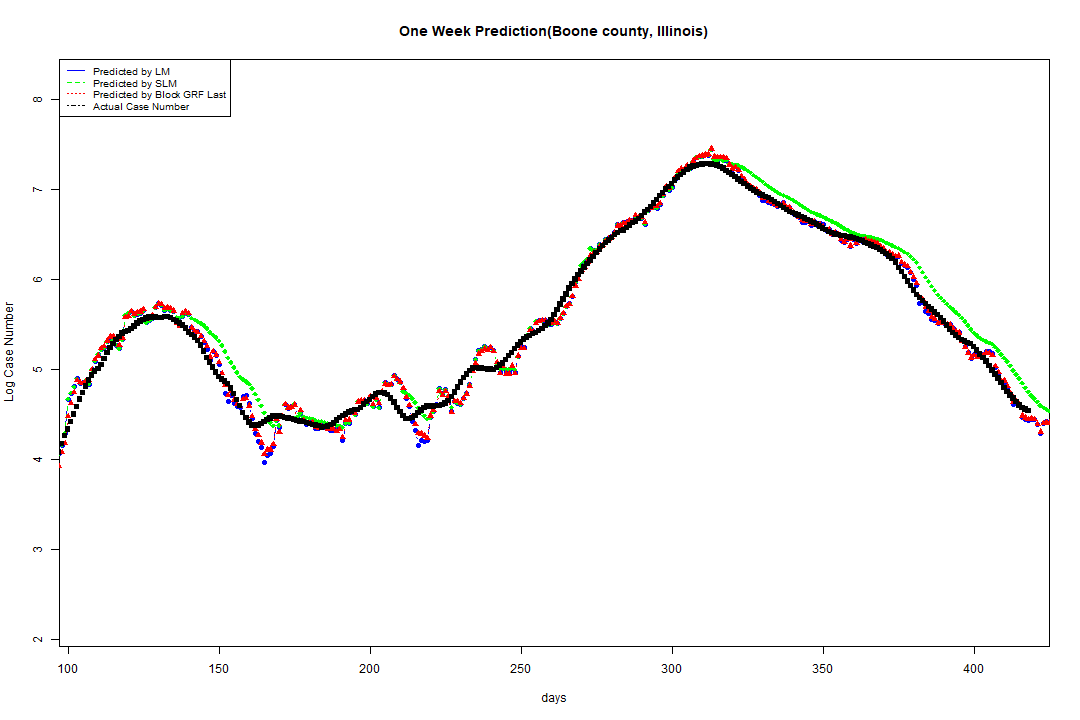 One Week Prediction(Boone county, Illinois)
Predicted by LM
Predicted by SLM
Predicted by Block GRF Last
Actual Case Number
8
7
6
5
4
3
2
Log Case Number
100 150 200 250 300 350 400
days